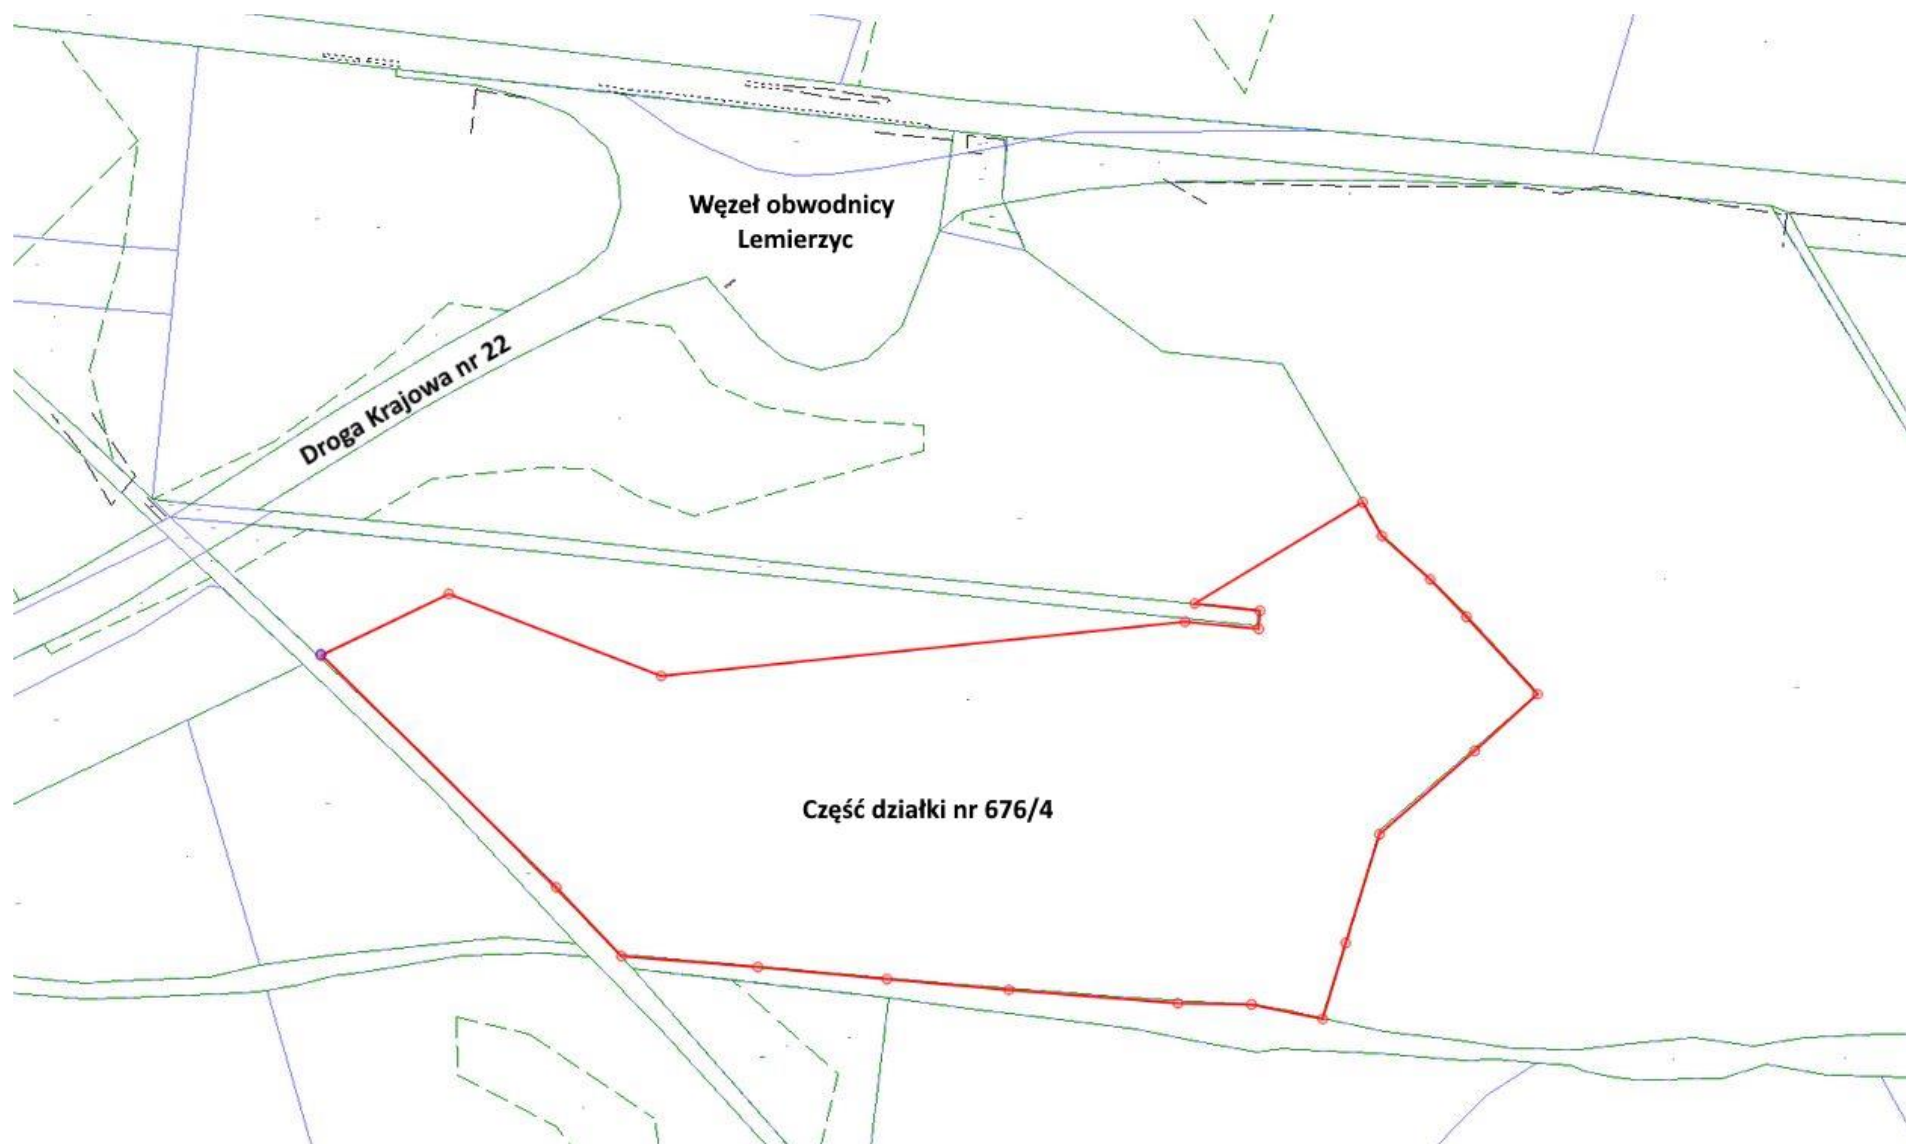 Węzeł obwodnicy
Lemierzyc
Droga Krajowa nr 22
Część działki nr 676/4